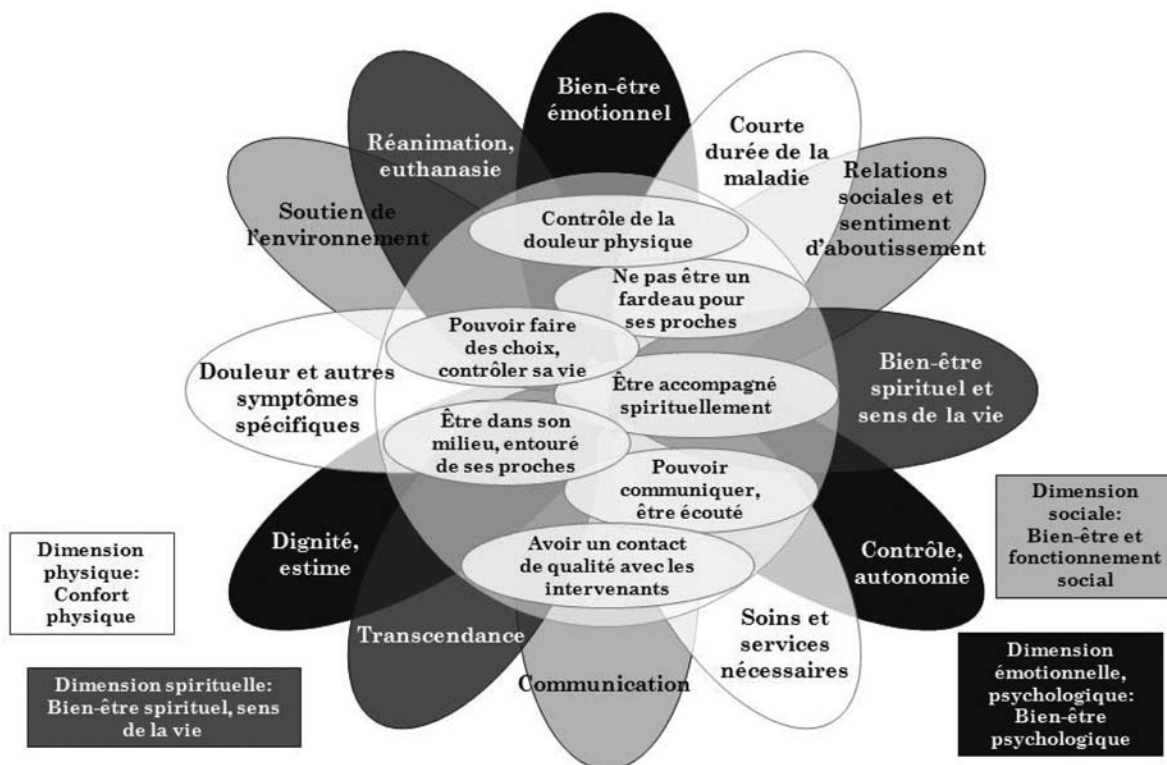 Bien-être
émotionnel
Réanimation,
euthanasie
Courte
durée de la
maladie
Soutien de
l'environnement
Relations
sociales et
sentiment
d'aboutissement
Contrôle de la
douleur physique
Ne pas être un
fardeau pour
ses proches
Pouvoir faire
des choix,
contrôler sa vie
Douleur et autres
symptômes
spécifiques
Être accompagné
spirituellement
Bien-être
spirituel et
sens de la vie
Être dans son
milieu, entouré
de ses proches
Pouvoir
communiquer,
être écouté
Dignité,
estime
Avoir un contact
de qualité avec les
intervenants
Contrôle,
autonomie
Dimension
sociale:
Bien-être et
fonctionnement
social
Dimension
physique:
Confort
physique
Transcendance
Communication
Soins et
services
nécessaires
Dimension spirituelle:
Bien-être spirituel, sens
de la vie
Dimension
émotionnelle,
psychologique:
Bien-être
psychologique